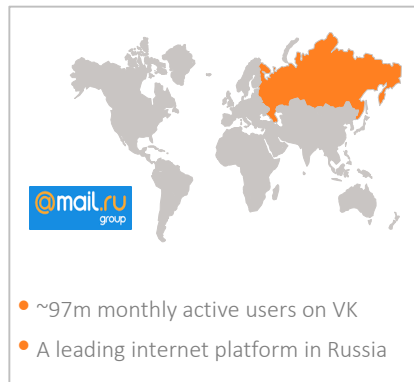 @mail.ru
group
~97m monthly active users on VK
A leading internet platform in Russia